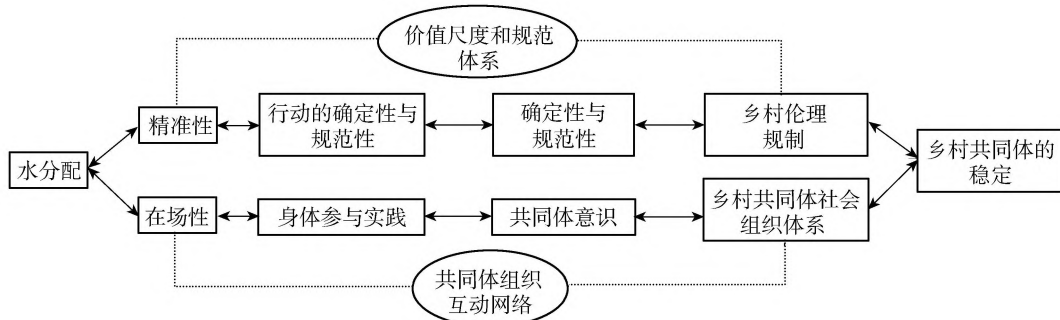 价值尺度和规范
体系
精准性
行动的确定性与
规范性
确定性与
规范性
乡村伦理
规制
水分配
乡村共同体的
稳定
在场性
身体参与实践
共同体意识
乡村共同体社会
组织体系
共同体组织
互动网络